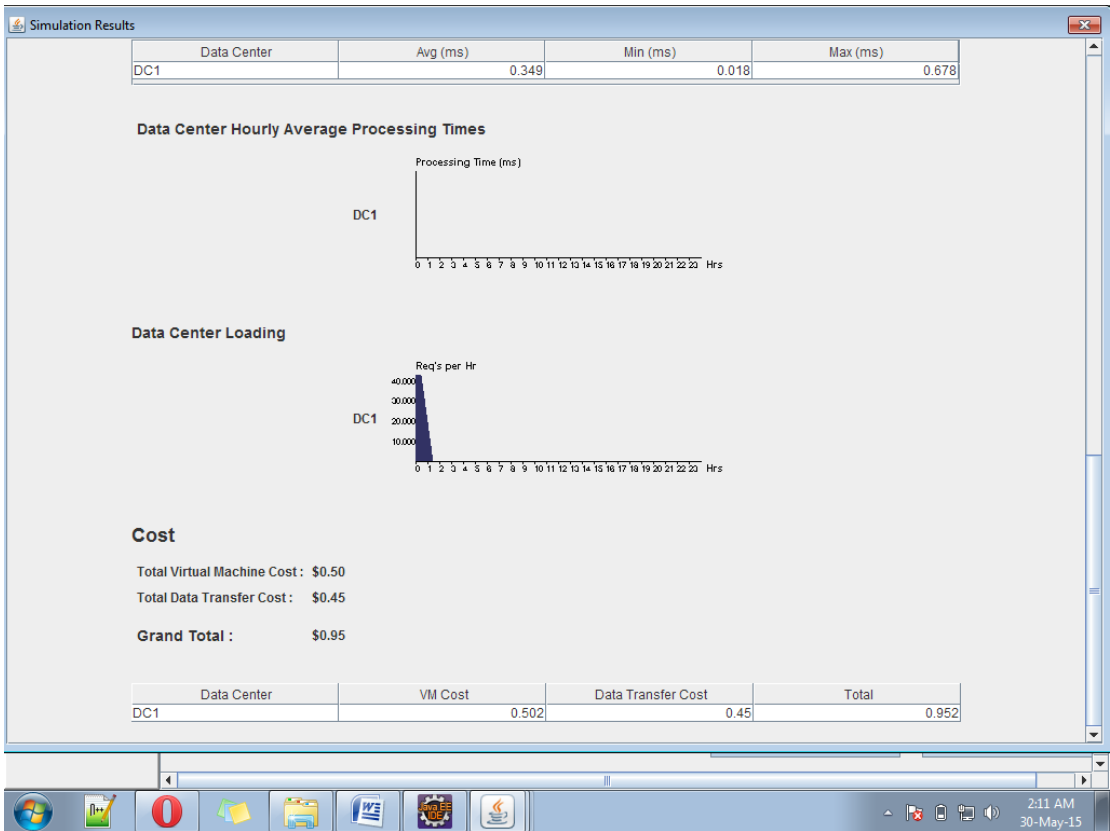 Simulation Results
Data Center Avg (ms) Min (ms) Max (ms)
DC1 0.349 0.018 0.678
Data Center Hourly Average Processing Times
Processing Time (ms)
DC1
0 1 2 3 4 5 6 7 8 9 10 11 12 13 14 15 16 17 18 19 20 21 22 23 Hrs
Data Center Loading
Req's per Hr
40.000
30.000
DC1 20.000
10.000
0 1 2 3 4 5 6 7 8 9 10 11 12 13 14 15 16 17 18 19 20 21 22 23 Hrs
Cost
Total Virtual Machine Cost : $0.50
Total Data Transfer Cost : $0.45
Grand Total : $0.95
Data Center VM Cost Data Transfer Cost Total
DC1 0.502 0.45 0.952
Java EE
IDE
2:11 AM
30-May-15